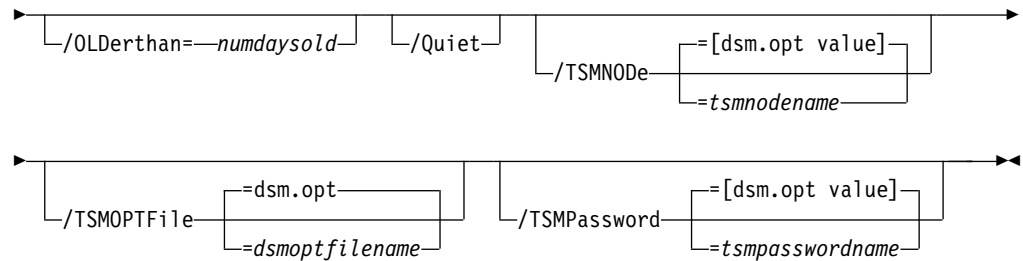 =[dsm.opt value]
/OLDerthan= numdaysold /Quiet
/TSMNODe
=tsmnodename
=dsm.opt =[dsm.opt value]
/TSMOPTFile /TSMPassword
=dsmoptfilename =tsmpasswordname